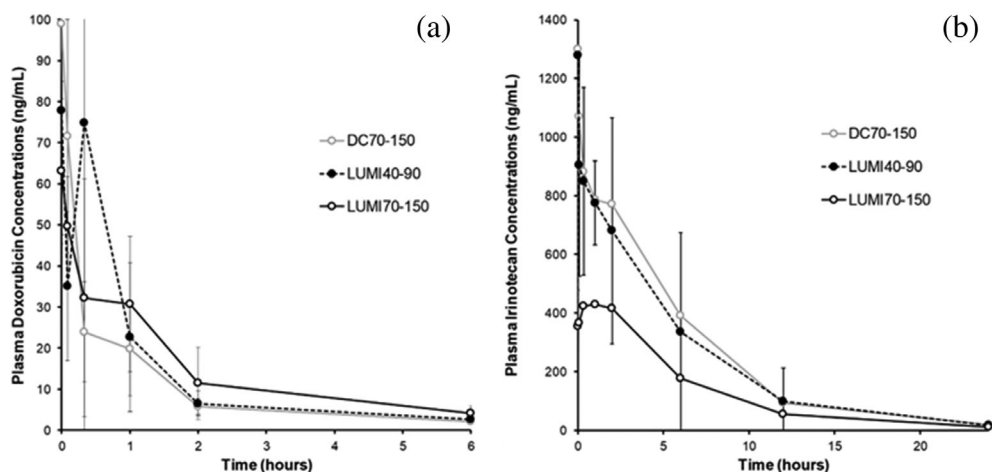 (a)
Plasma Doxorubicin Concentrations (ng/mL)
100
90
80
70
60
50
40
30
20
10
0
DC70-150
LUMI40-90
LUMI70-150
0 1 2 3 4 5 6
Time (hours)
(b)
Plasma Irinotecan Concentrations (ng/mL)
1400
1200
1000
800
600
400
200
0
DC70-150
LUMI40-90
LUMI70-150
0 5 10 15 20
Time (hours)